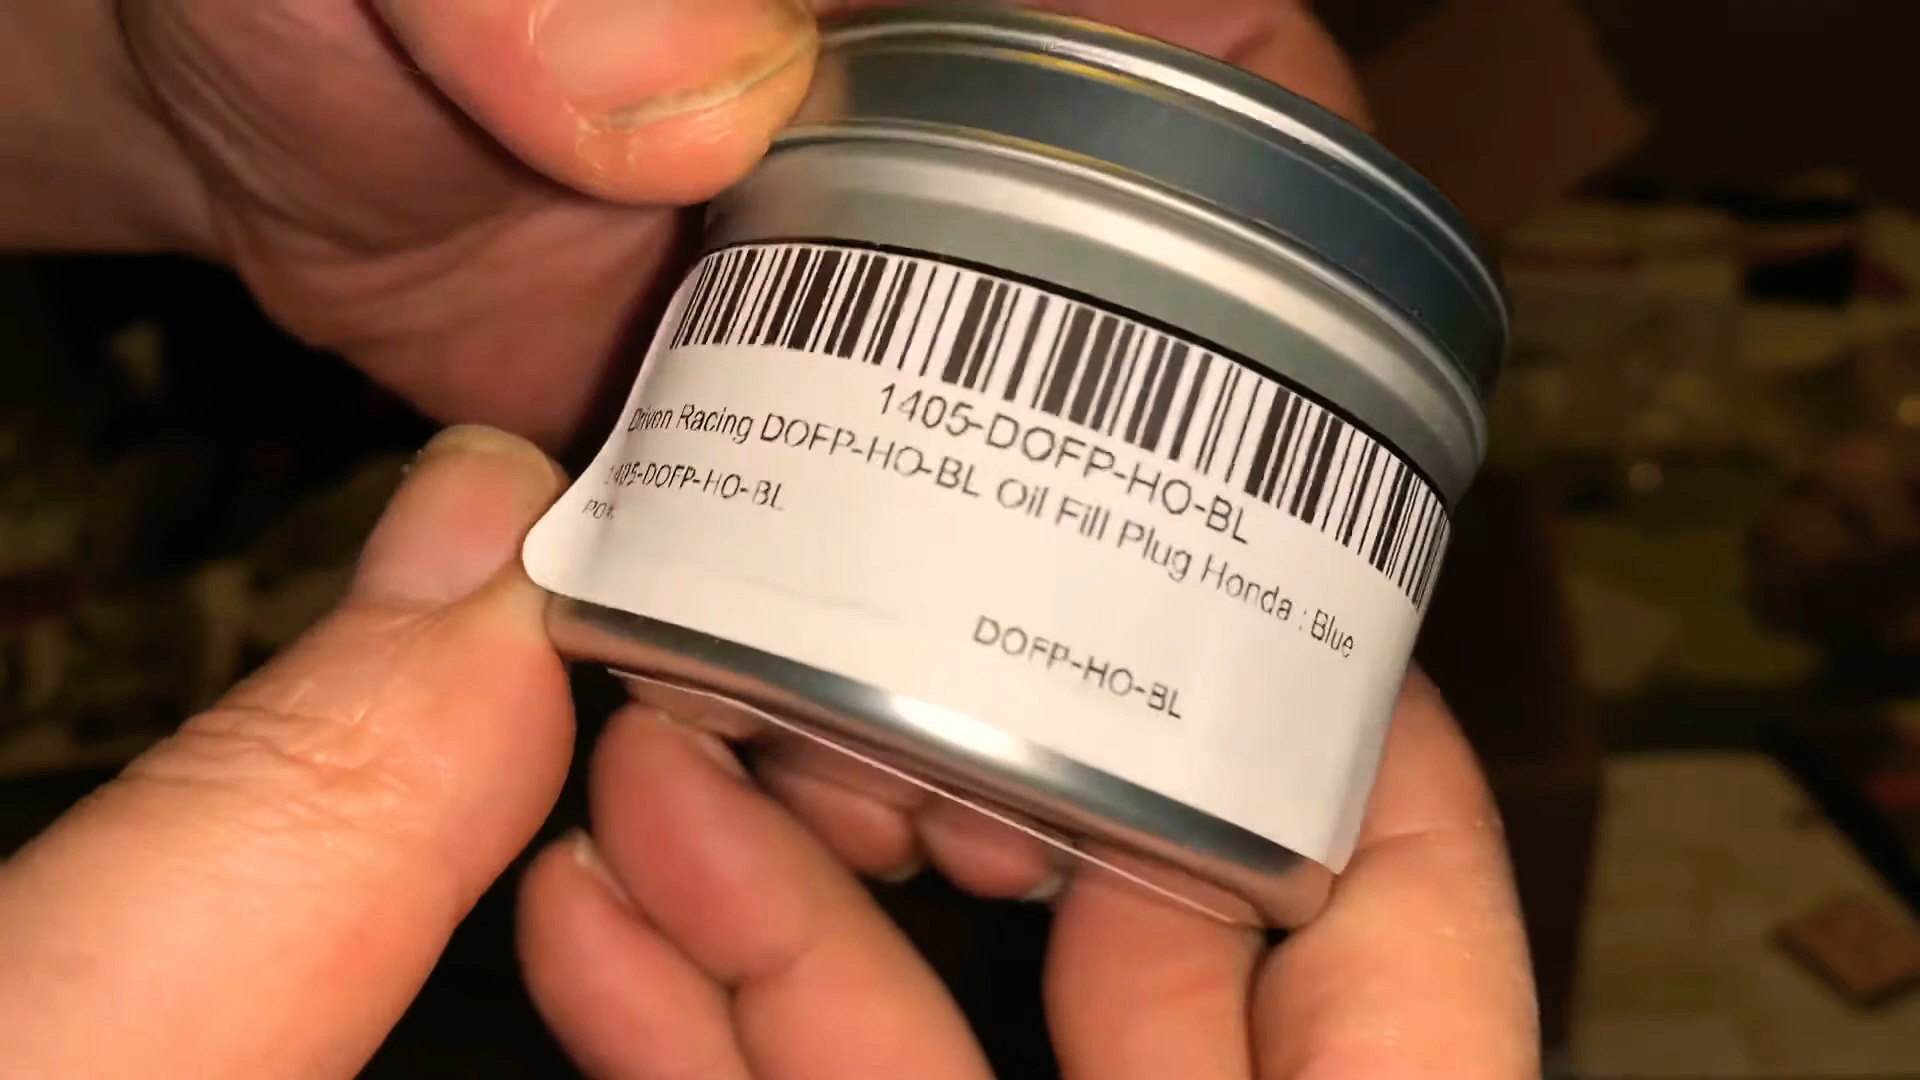 1405-DOFP-HO-BL
Driven Racing DOFP-HO-BL Oil Fill Plug Honda : Blue
1405-DOFP-HO-BL
DOFP-HO-BL